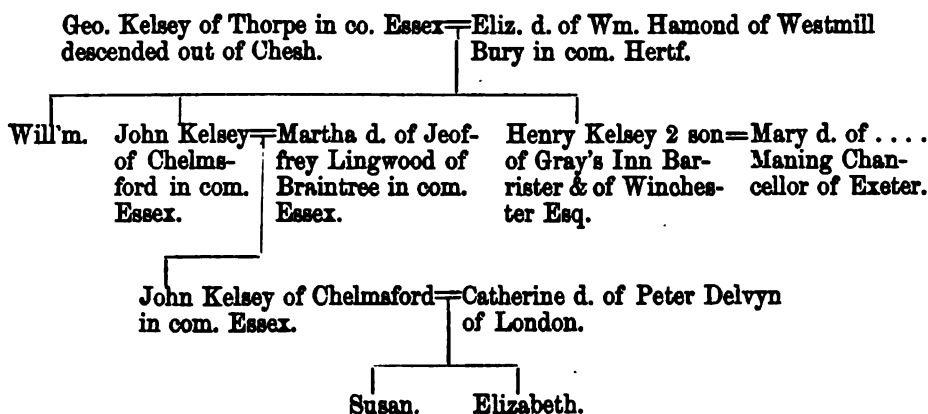 Geo. Kelsey of Thorpe in co. Essex=Eliz. d. of Wm. Hamond of Westmill
descended out of Chesh. Bury in com. Hertf.
Will'm. John Kelsey=Martha d. of Jeof- Henry Kelsey 2 son=Mary d. of . . . .
of Chelms- frey Lingwood of of Gray's Inn Bar- Maning Chan-
ford in com. Braintree in com. rister & of Winches- cellor of Exeter.
Essex. Essex. ter Esq.
John Kelsey of Chelmsford=Catherine d. of Peter Delvyn
in com. Essex. of London.
Susan. Elizabeth.